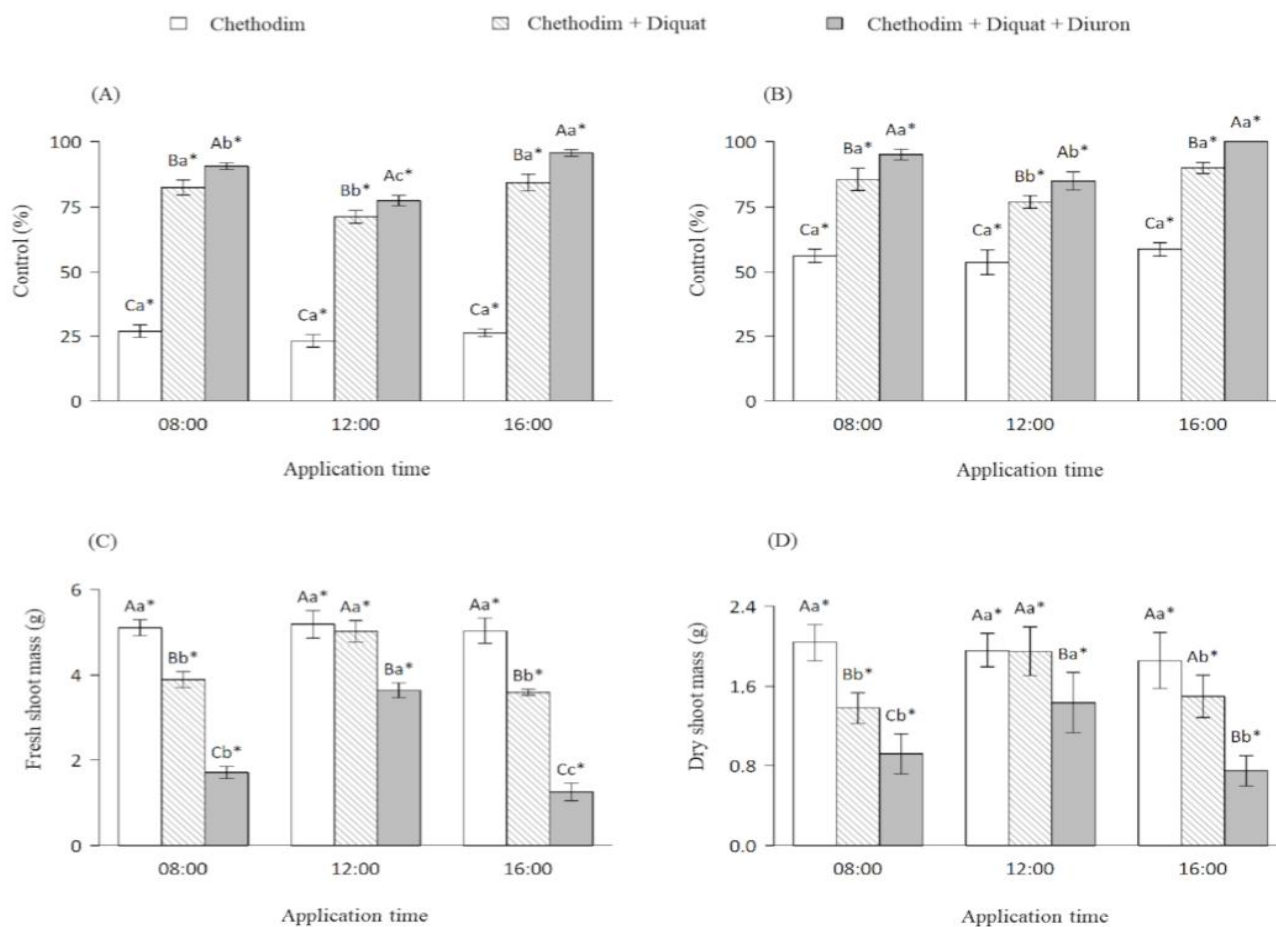 Chethodim Chethodim + Diquat Chethodim + Diquat + Diuron
(A)
Control (%)
100
75
50
25
0
Ca* Ba* Ab*
Ca* Bb* Ac*
Ca* Ba* Aa*
08:00 12:00 16:00
Application time
(B)
Control (%)
100
75
50
25
0
Ca* Ba* Aa*
Ca* Bb* Ab*
Ca* Ba* Aa*
08:00 12:00 16:00
Application time
(C)
Fresh shoot mass (g)
6
4
2
0
Aa* Bb* Cb*
Aa* Aa* Ba*
Aa* Bb* Cc*
08:00 12:00 16:00
Application time
(D)
Dry shoot mass (g)
2.4
1.6
0.8
0.0
Aa* Bb* Cb*
Aa* Aa* Ba*
Aa* Ab* Bb*
08:00 12:00 16:00
Application time